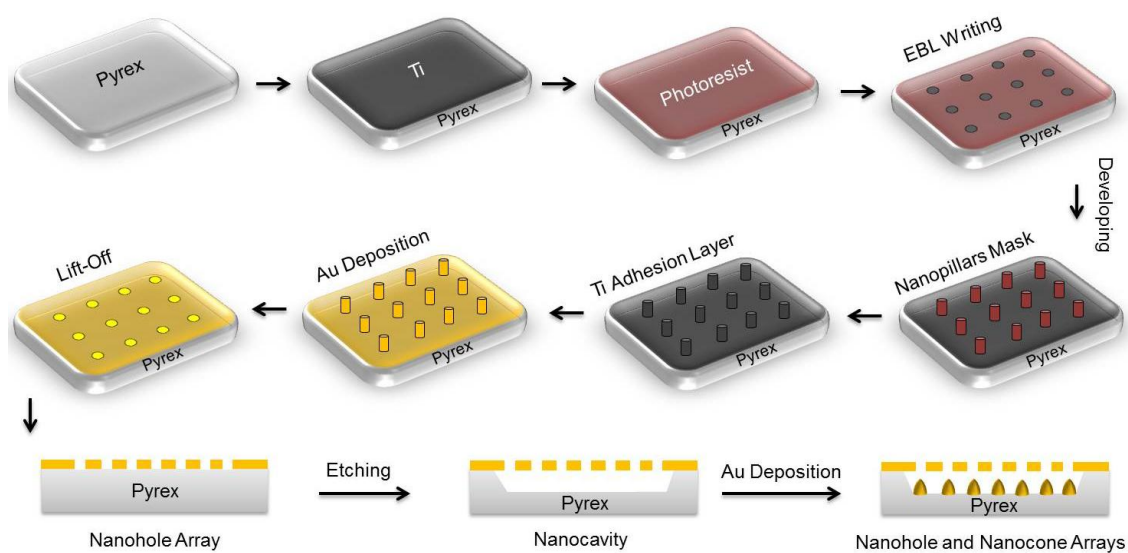 Pyrex
Ti
Pyrex
Photoresist
Pyrex
EBL Writing
Pyrex
Developing
Nanopillars Mask
Pyrex
Ti Adhesion Layer
Pyrex
Au Deposition
Pyrex
Lift-Off
Pyrex
Pyrex
Nanohole Array
Etching
Pyrex
Nanocavity
Au Deposition
Pyrex
Nanohole and Nanocone Arrays